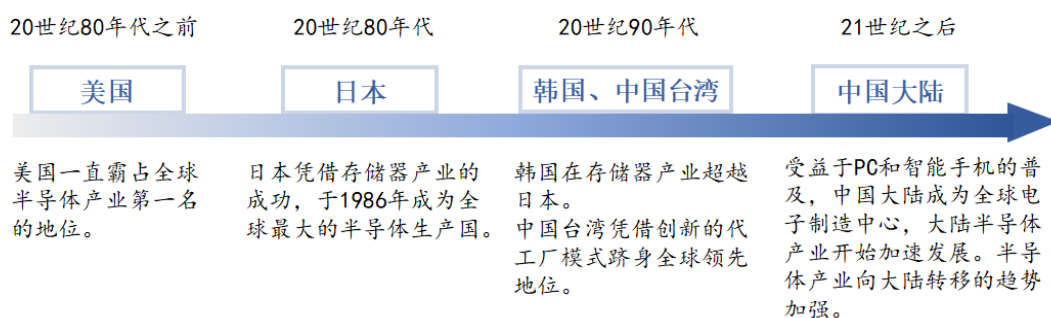 20世纪80年代之前
20世纪80年代
20世纪90年代
21世纪之后
美国
日本
韩国、中国台湾
中国大陆
美国一直霸占全球
半导体产业第一名
的地位。
日本凭借存储器产业的
成功，于1986年成为全
球最大的半导体生产国。
韩国在存储器产业超越
日本。
中国台湾凭借创新的代
工厂模式跻身全球领先
地位。
受益于PC和智能手机的普
及，中国大陆成为全球电
子制造中心，大陆半导体
产业开始加速发展。半导
体产业向大陆转移的趋势
加强。